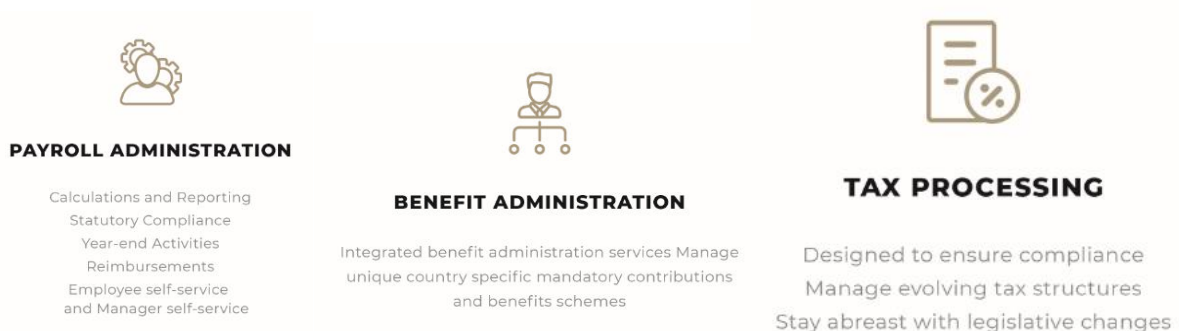 PAYROLL ADMINISTRATION
Calculations and Reporting
Statutory Compliance
Year-end Activities
Reimbursements
Employee self-service
and Manager self-service
BENEFIT ADMINISTRATION
Integrated benefit administration services Manage
unique country specific mandatory contributions
and benefits schemes
TAX PROCESSING
Designed to ensure compliance
Manage evolving tax structures
Stay abreast with legislative changes